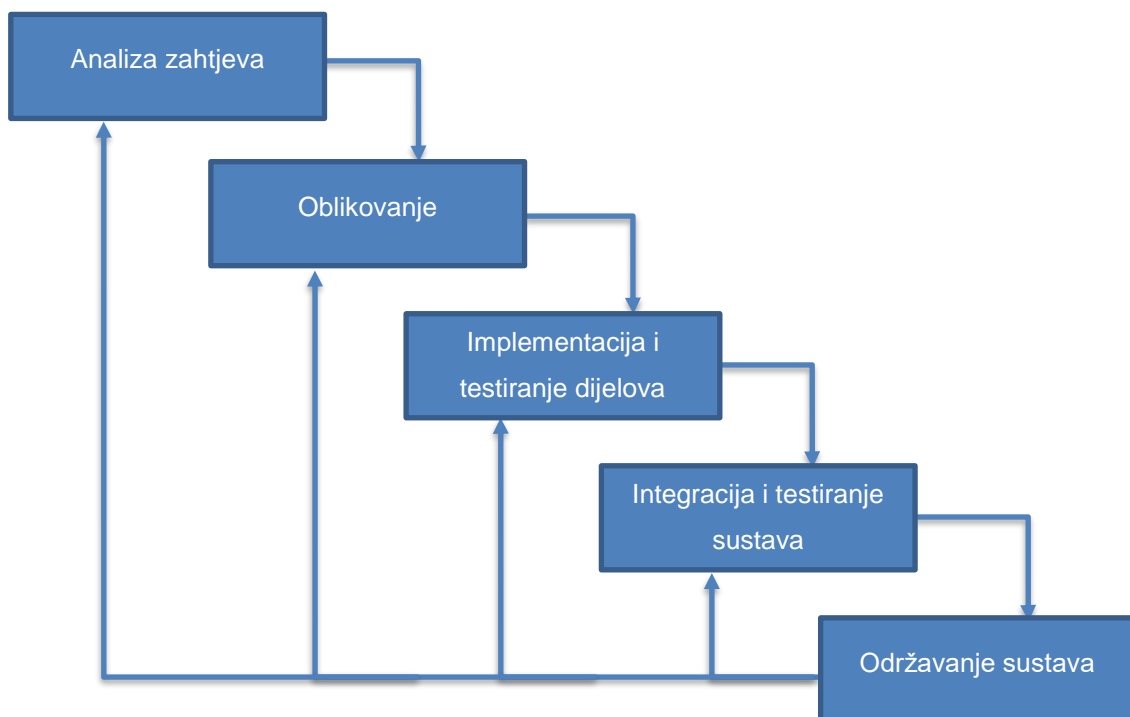 Analiza zahtjeva
Oblikovanje
Implementacija i
testiranje dijelova
Integracija i testiranje
sustava
Održavanje sustava